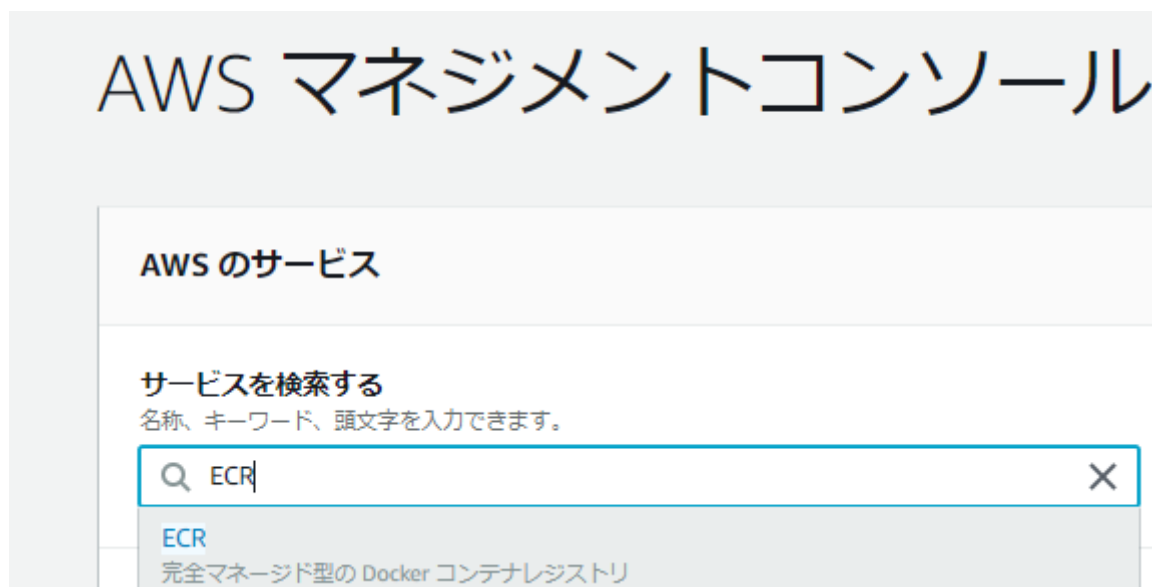 AWS マネジメントコンソール
AWS のサービス
サービスを検索する
名称、キーワード、頭文字を入力できます。
ECR
ECR
完全マネージド型の Docker コンテナレジストリ